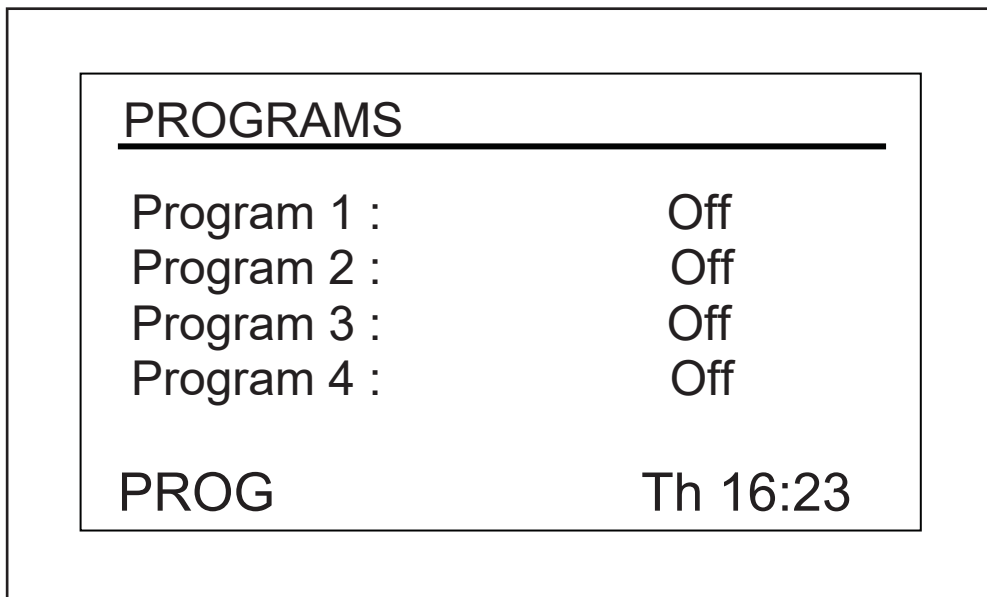 PROGRAMS
Program 1 : Off
Program 2 : Off
Program 3 : Off
Program 4 : Off
PROG Th 16:23